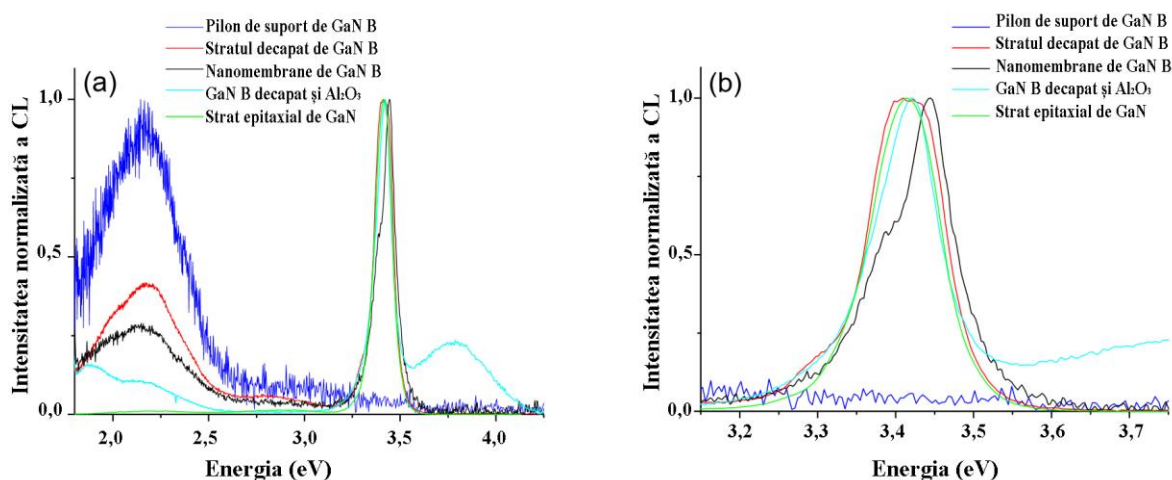 Pilon de suport de GaN B
Stratul decapat de GaN B
Nanomembrane de GaN B
GaN B decapat și Al₂O₃
Strat epitaxial de GaN
(a)
1,0
0,5
0,0
Intensitatea normalizată a CL
2,0 2,5 3,0 3,5 4,0
Energia (eV)
Pilon de suport de GaN B
Stratul decapat de GaN B
Nanomembrane de GaN B
GaN B decapat și Al₂O₃
Strat epitaxial de GaN
(b)
1,0
0,5
0,0
Intensitatea normalizată a CL
3,2 3,3 3,4 3,5 3,6 3,7
Energia (eV)